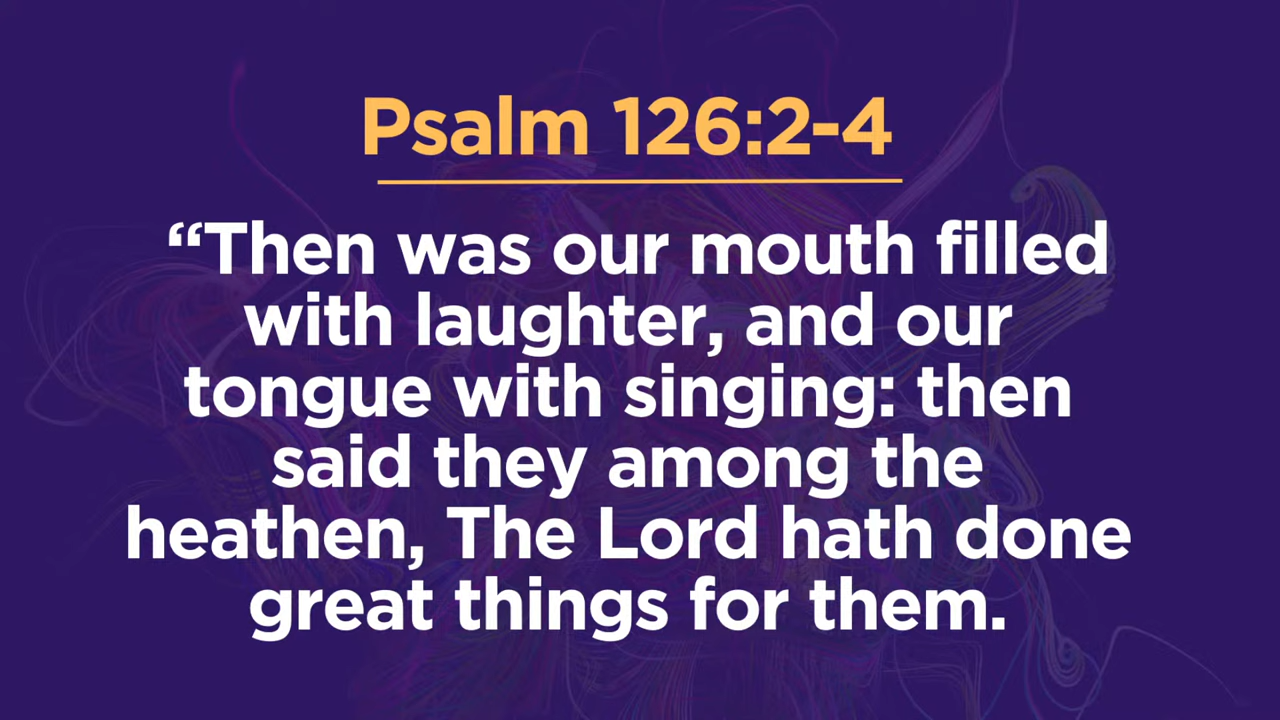 Psalm 126:2-4
“Then was our mouth filled
with laughter, and our
tongue with singing: then
said they among the
heathen, The Lord hath done
great things for them.